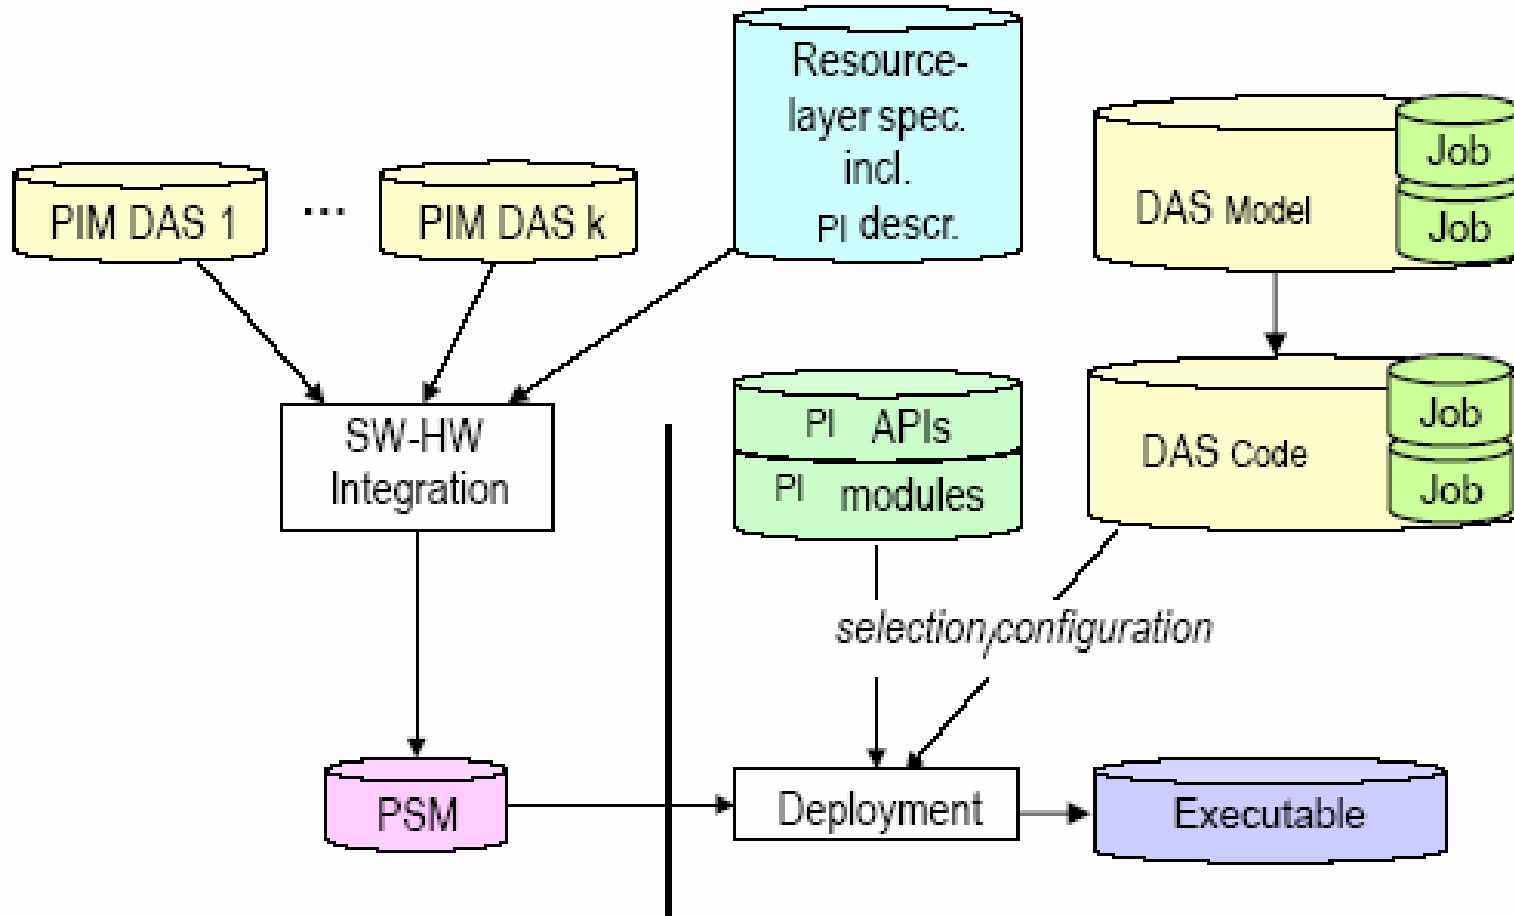 Resource-
layer spec.
incl.
PI descr.
PIM DAS 1
...
PIM DAS k
DAS Model
Job
Job
SW-HW
Integration
PI APIs
PI modules
DAS Code
Job
Job
selection, configuration
PSM
Deployment
Executable